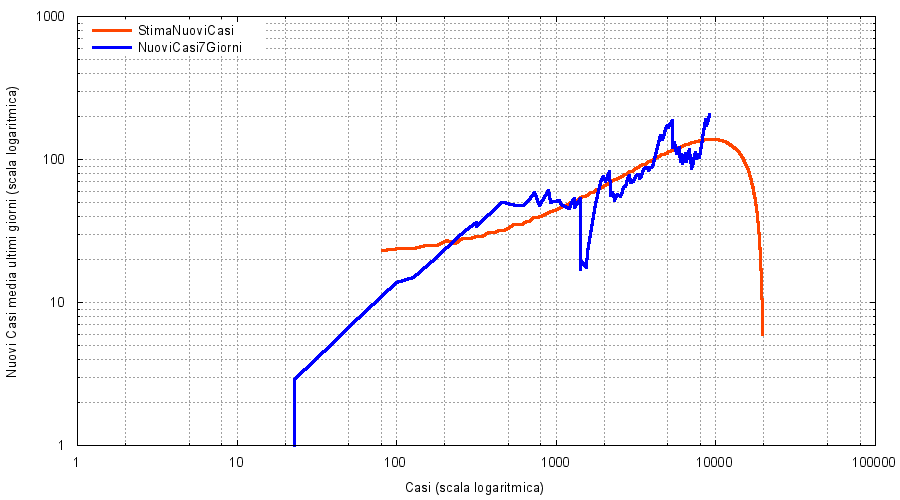 1000
StimaNuoviCasi
NuoviCasi7Giorni
100
10
1
1 10 100 1000 10000 100000
Nuovi Casi media ultimi giorni (scala logaritmica)
Casi (scala logaritmica)